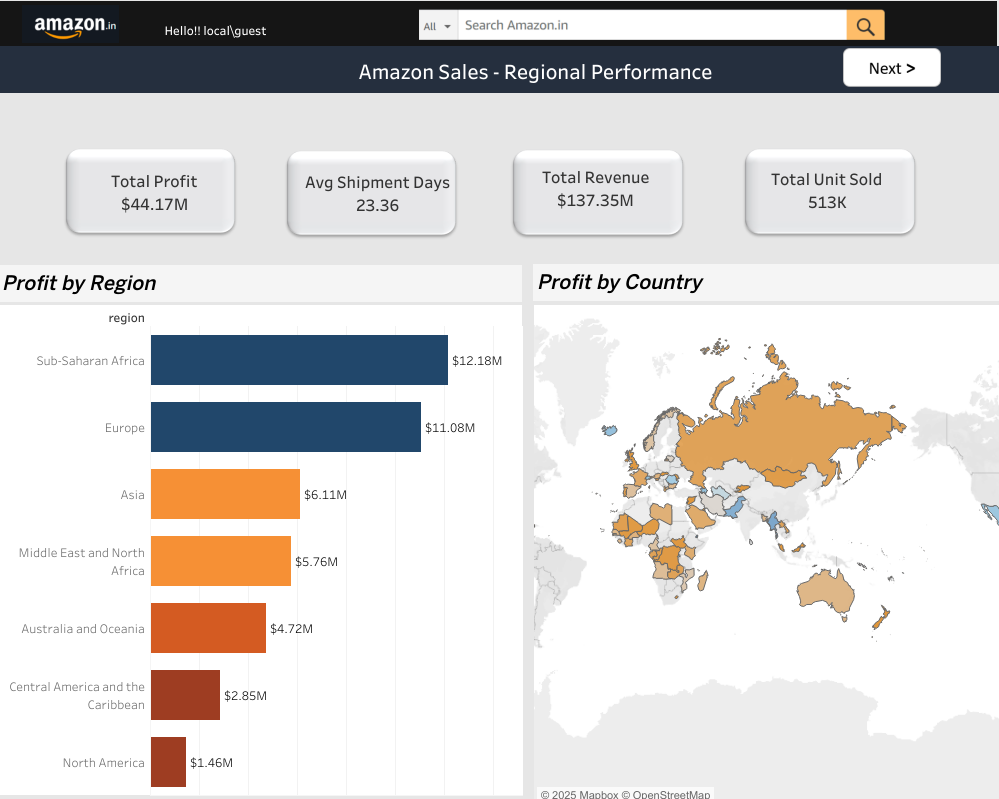 amazon.in
Hello!! local\guest
All
Search Amazon.in
Amazon Sales - Regional Performance
Next >
Total Profit
$44.17M
Avg Shipment Days
23.36
Total Revenue
$137.35M
Total Unit Sold
513K
Profit by Region
Profit by Country
region
Sub-Saharan Africa
$12.18M
Europe
$11.08M
Asia
$6.11M
Middle East and North
Africa
$5.76M
Australia and Oceania
$4.72M
Central America and the
Caribbean
$2.85M
North America
$1.46M
© 2025 Mapbox © OpenStreetMap